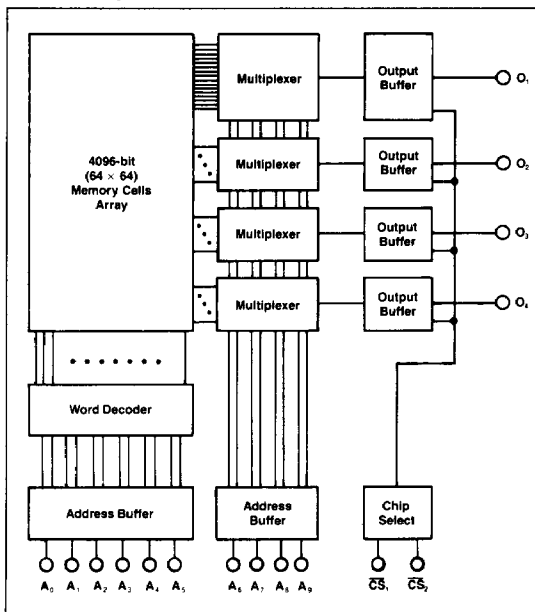 Multiplexer
Output
Buffer
O₁
4096-bit
(64 × 64)
Memory Cells
Array
Multiplexer
Output
Buffer
O₂
Multiplexer
Output
Buffer
O₃
Multiplexer
Output
Buffer
O₄
Word Decoder
Address Buffer
Address
Buffer
Chip
Select
A₀ A₁ A₂ A₃ A₄ A₅ A₆ A₇ A₈ A₉ C̅S̅₁ C̅S̅₂